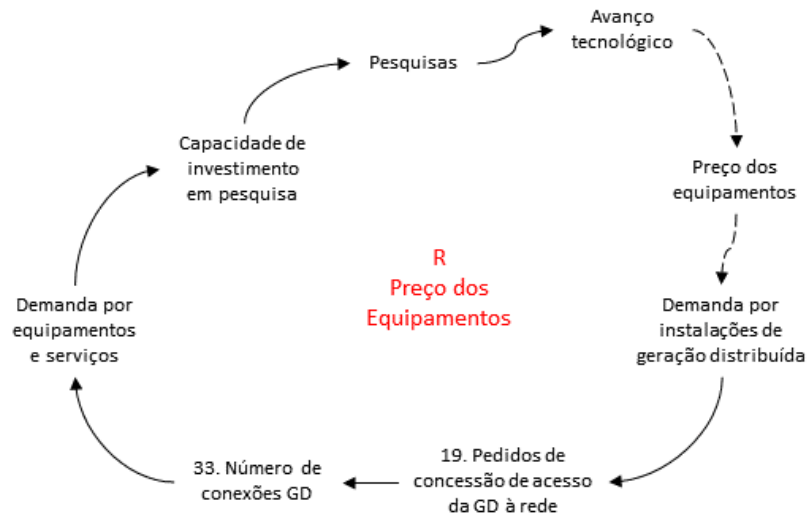 Avanço
tecnológico
Pesquisas
Capacidade de
investimento
em pesquisa
Preço dos
equipamentos
R
Preço dos
Equipamentos
Demanda por
equipamentos
e serviços
Demanda por
instalações de
geração distribuída
19. Pedidos de
concessão de acesso
da GD à rede
33. Número de
conexões GD